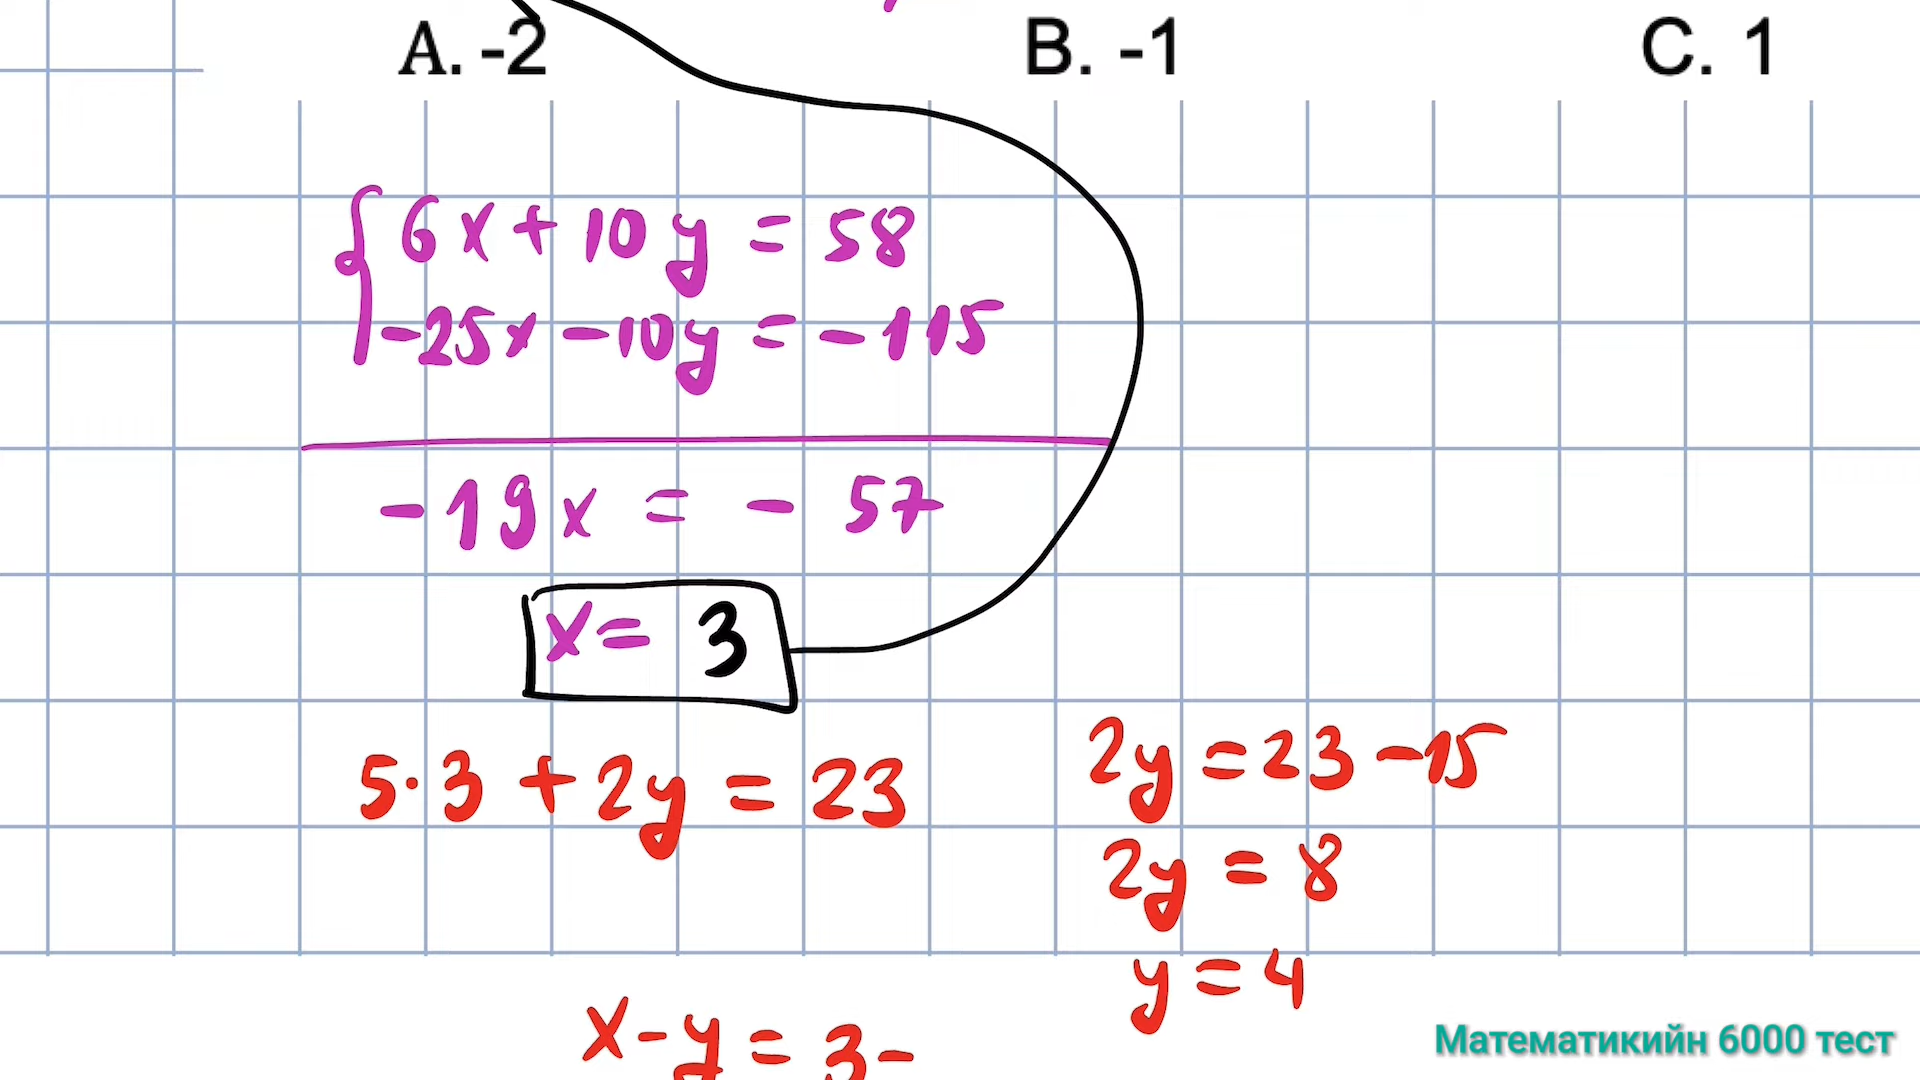 A. -2 B. -1 C. 1
6x + 10y = 58
-25x - 10y = -115
-19x = - 57
x = 3
5·3 + 2y = 23
2y = 23 - 15
2y = 8
y = 4
x - y = 3 -
Математикийн 6000 тест